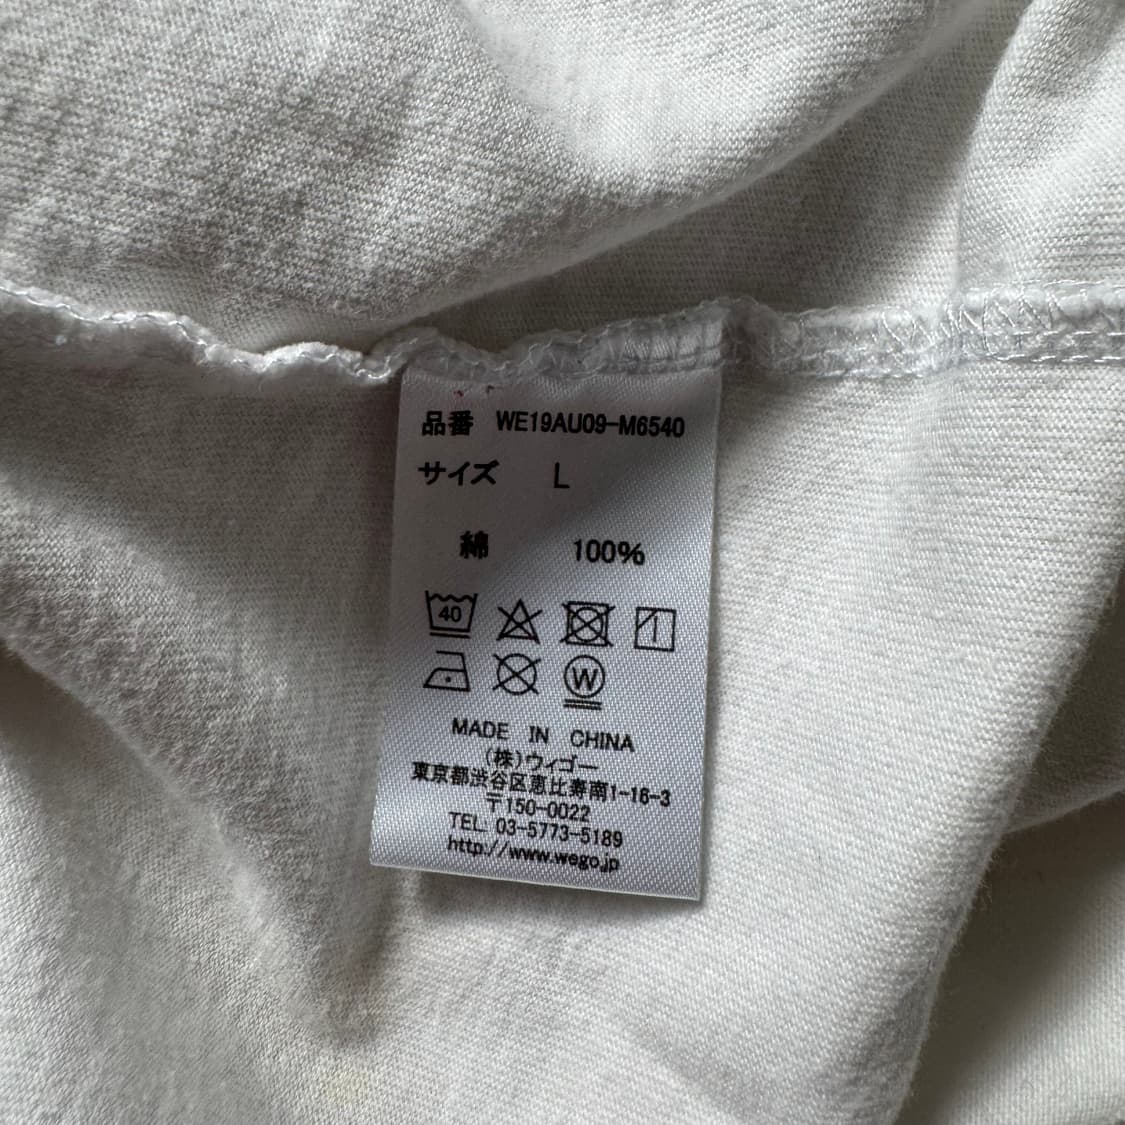 品番 WE19AU09-M6540
サイズ L
綿 100%
40
1
W
MADE IN CHINA
(株)ウィゴー
東京都渋谷区恵比寿南1-16-3
〒150-0022
TEL. 03-5773-5189
http://www.wego.jp